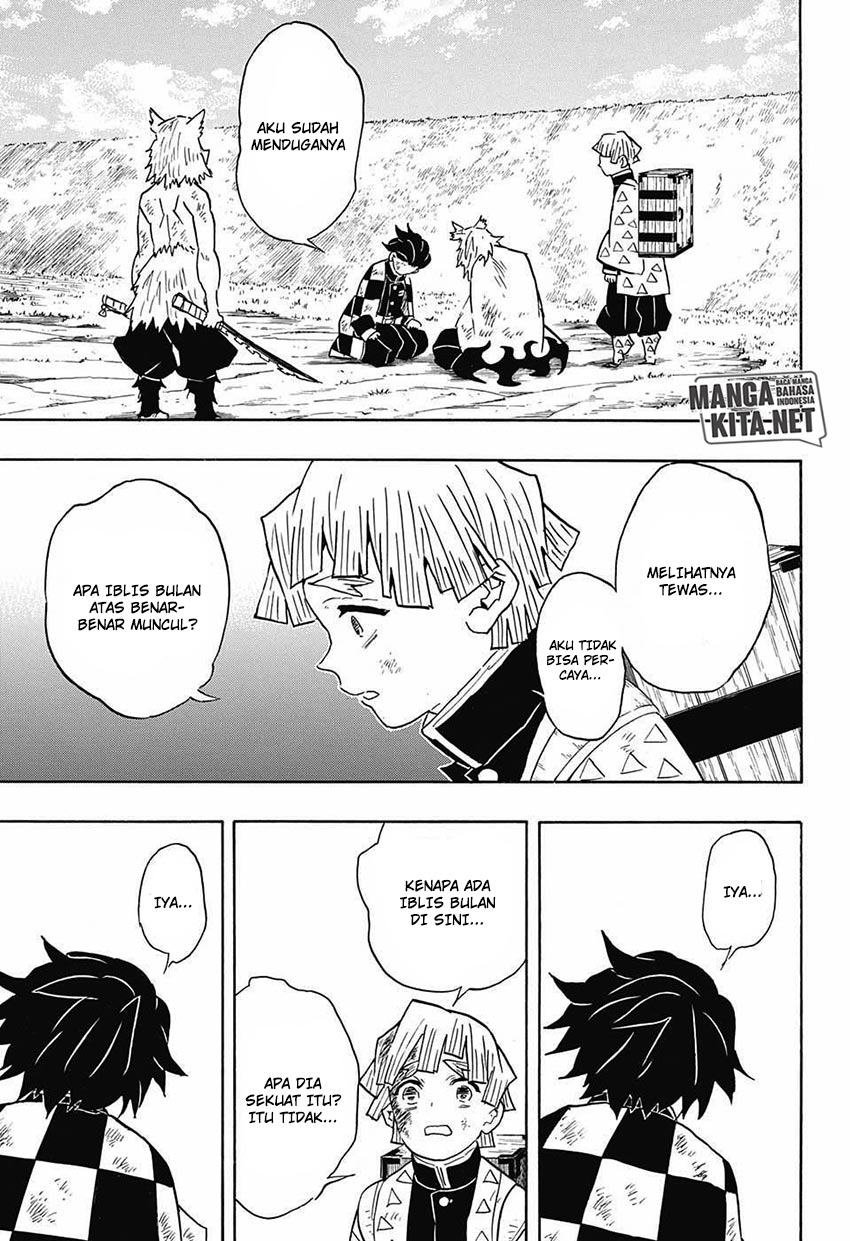 AKU SUDAH
MENDUGANYA
MANGA
BACA MANGA
BAHASA
INDONESIA
KITA.NET
MELIHATNYA
TEWAS...
AKU TIDAK
BISA PER-
CAYA...
APA IBLIS BULAN
ATAS BENAR-
BENAR MUNCUL?
IYA...
KENAPA ADA
IBLIS BULAN
DI SINI...
APA DIA
SEKUAT ITU?
ITU TIDAK...
IYA...